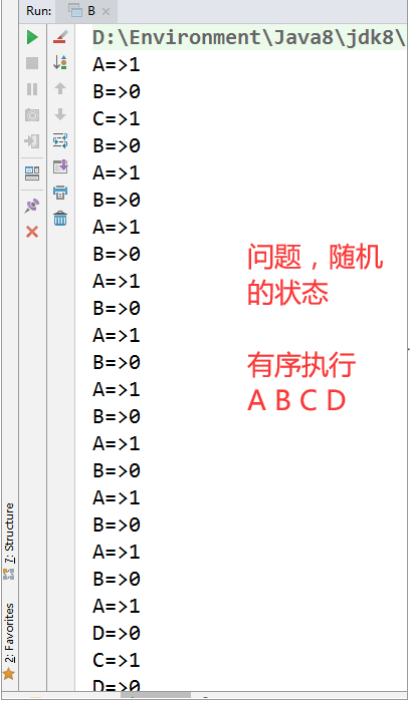 Run:
B
D:\Environment\Java8\jdk8\
A=>1
B=>0
C=>1
B=>0
A=>1
B=>0
A=>1
B=>0
A=>1
B=>0
A=>1
B=>0
A=>1
B=>0
A=>1
B=>0
A=>1
B=>0
A=>1
B=>0
A=>1
D=>0
C=>1
D=>0
问题，随机
的状态
有序执行
A B C D
7: Structure
2: Favorites